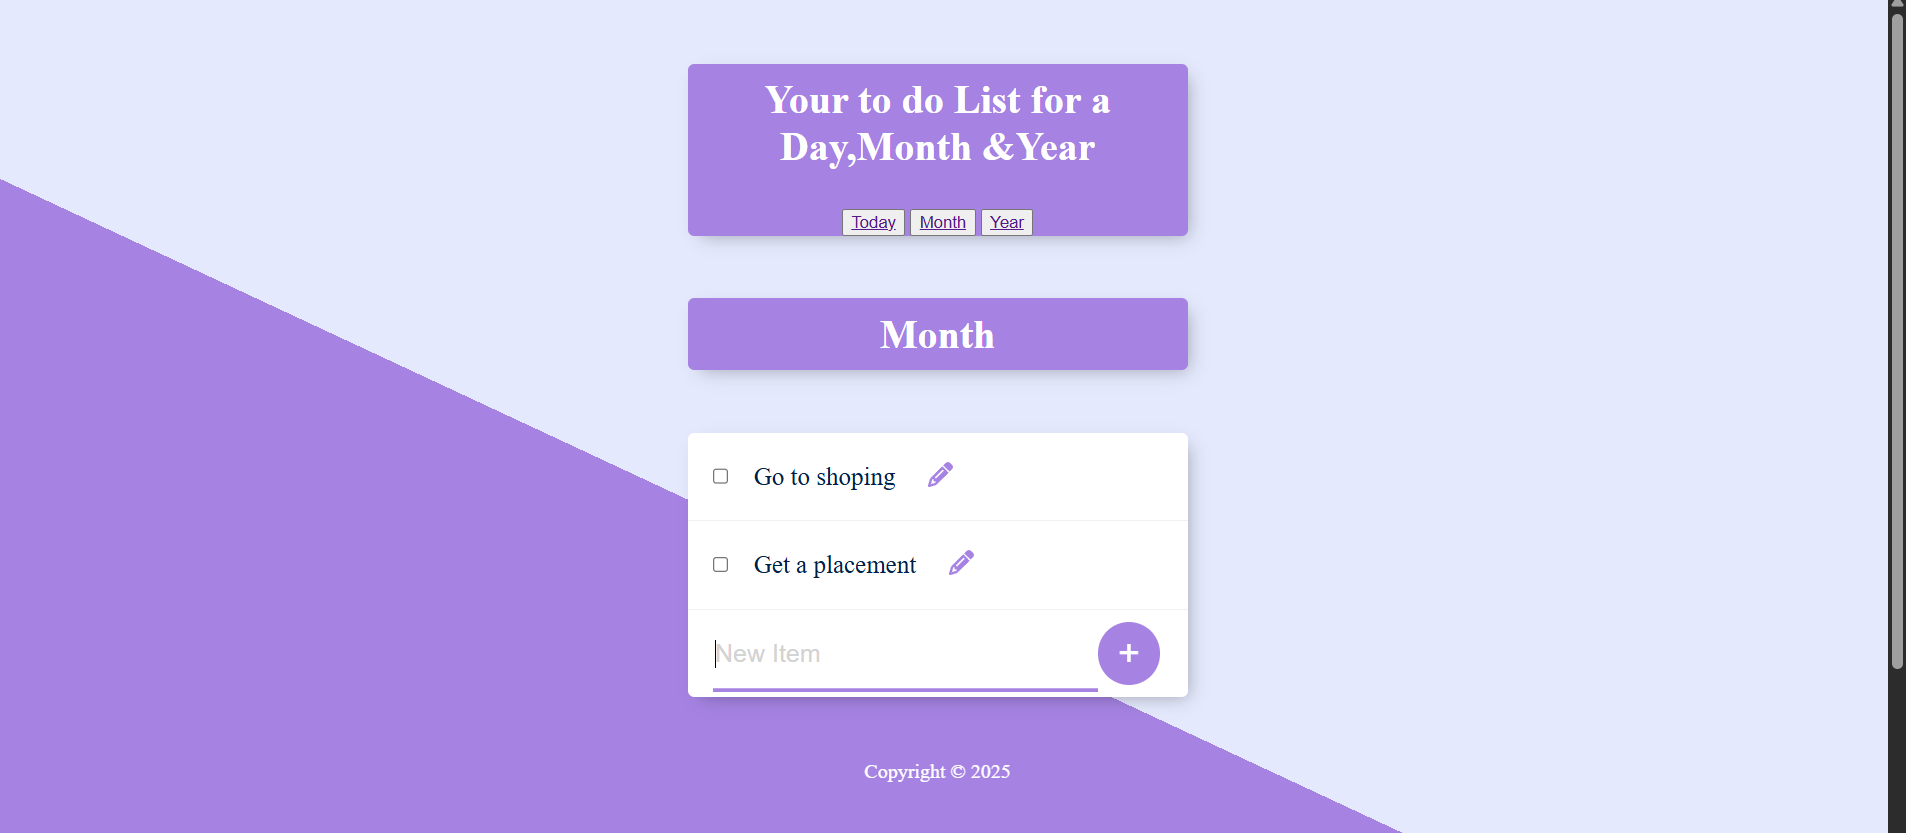 Your to do List for a
Day,Month &Year
Today Month Year
Month
Go to shoping
Get a placement
New Item +
Copyright © 2025